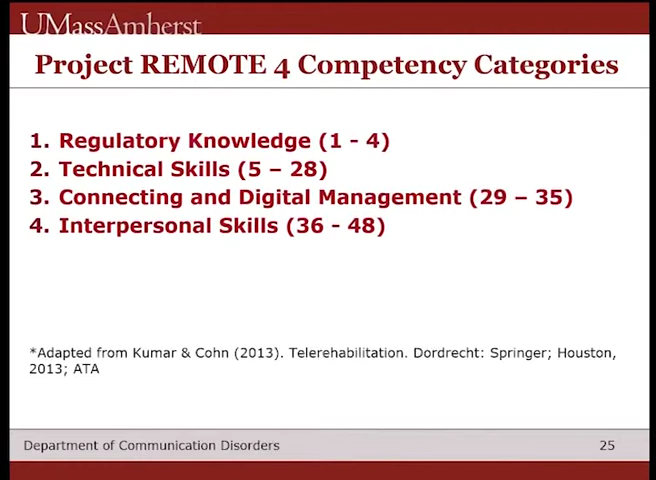 UMassAmherst
Project REMOTE 4 Competency Categories
1. Regulatory Knowledge (1 - 4)
2. Technical Skills (5 – 28)
3. Connecting and Digital Management (29 – 35)
4. Interpersonal Skills (36 - 48)
*Adapted from Kumar & Cohn (2013). Telerehabilitation. Dordrecht: Springer; Houston,
2013; ATA
Department of Communication Disorders
25